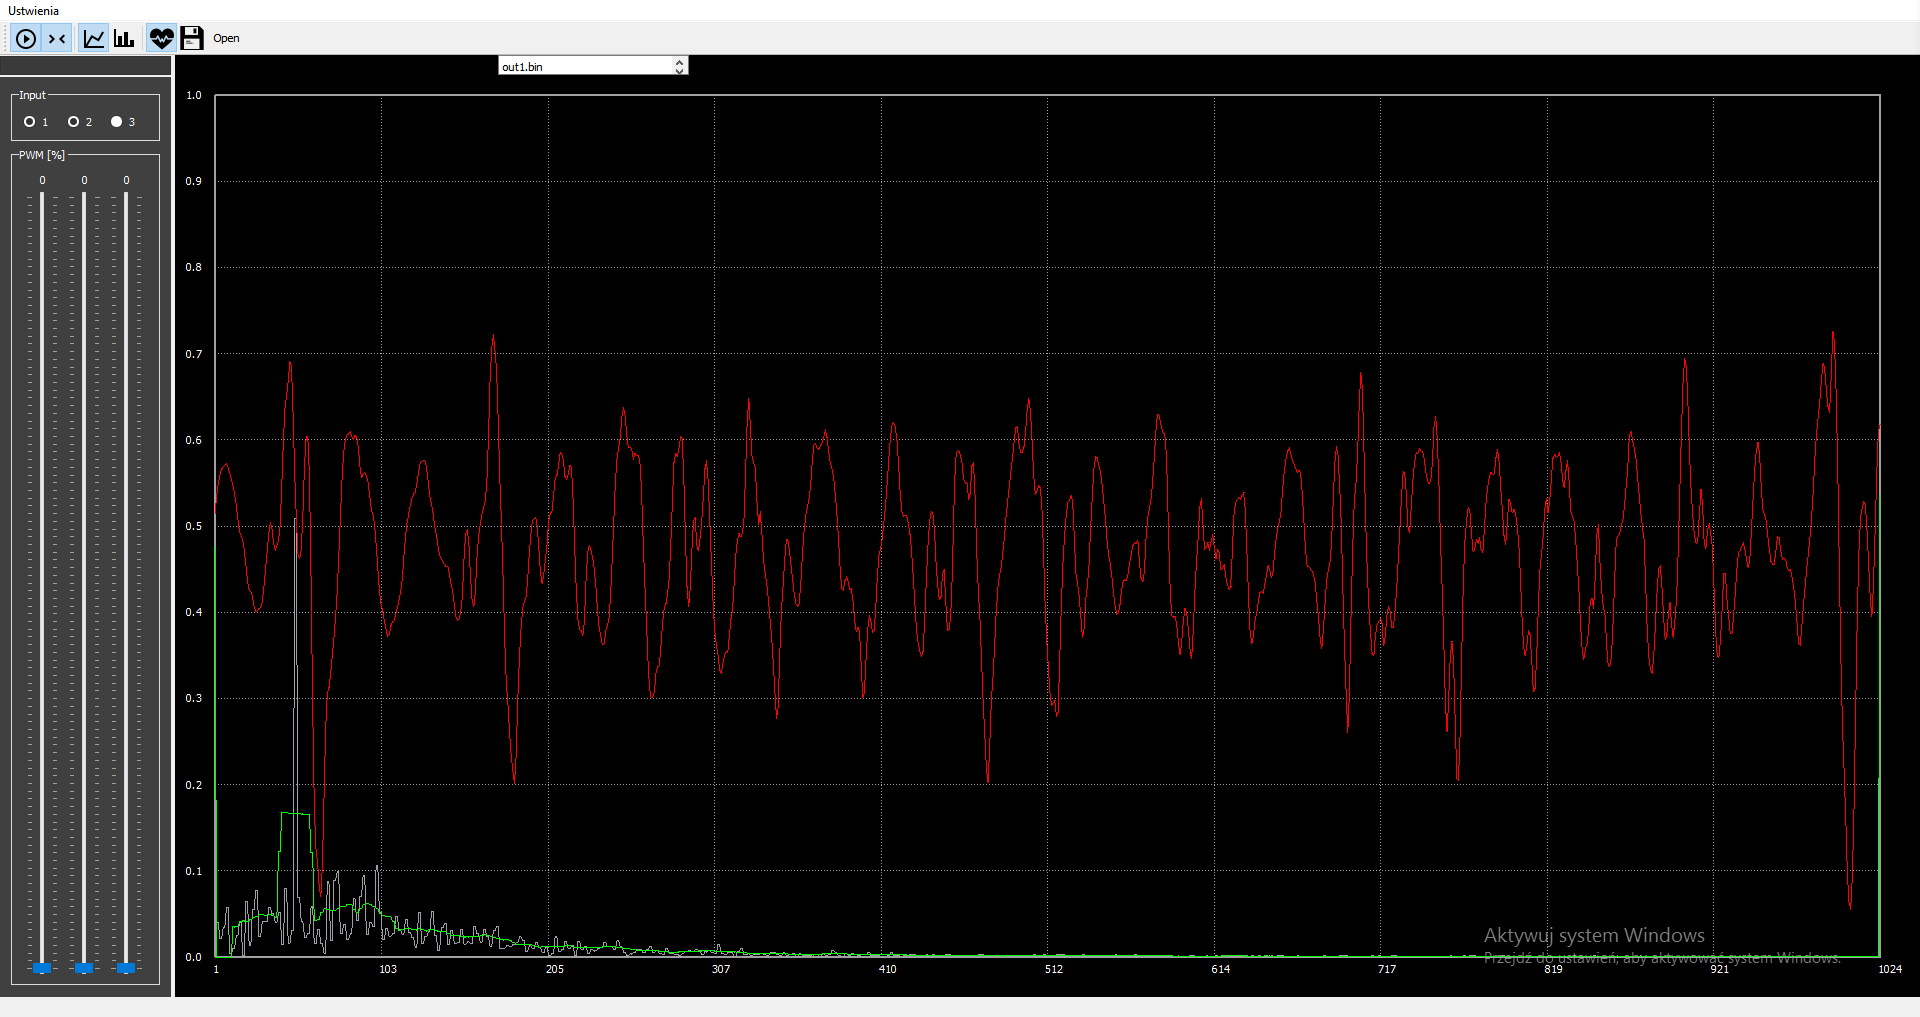 Ustwienia
Open
out1.bin
Input
1 2 3
PWM [%]
0 0 0
1.0
0.9
0.8
0.7
0.6
0.5
0.4
0.3
0.2
0.1
0.0
1 103 205 307 410 512 614 717 819 921 1024
Aktywuj system Windows
Przejdź do ustawień, aby aktywować system Windows.